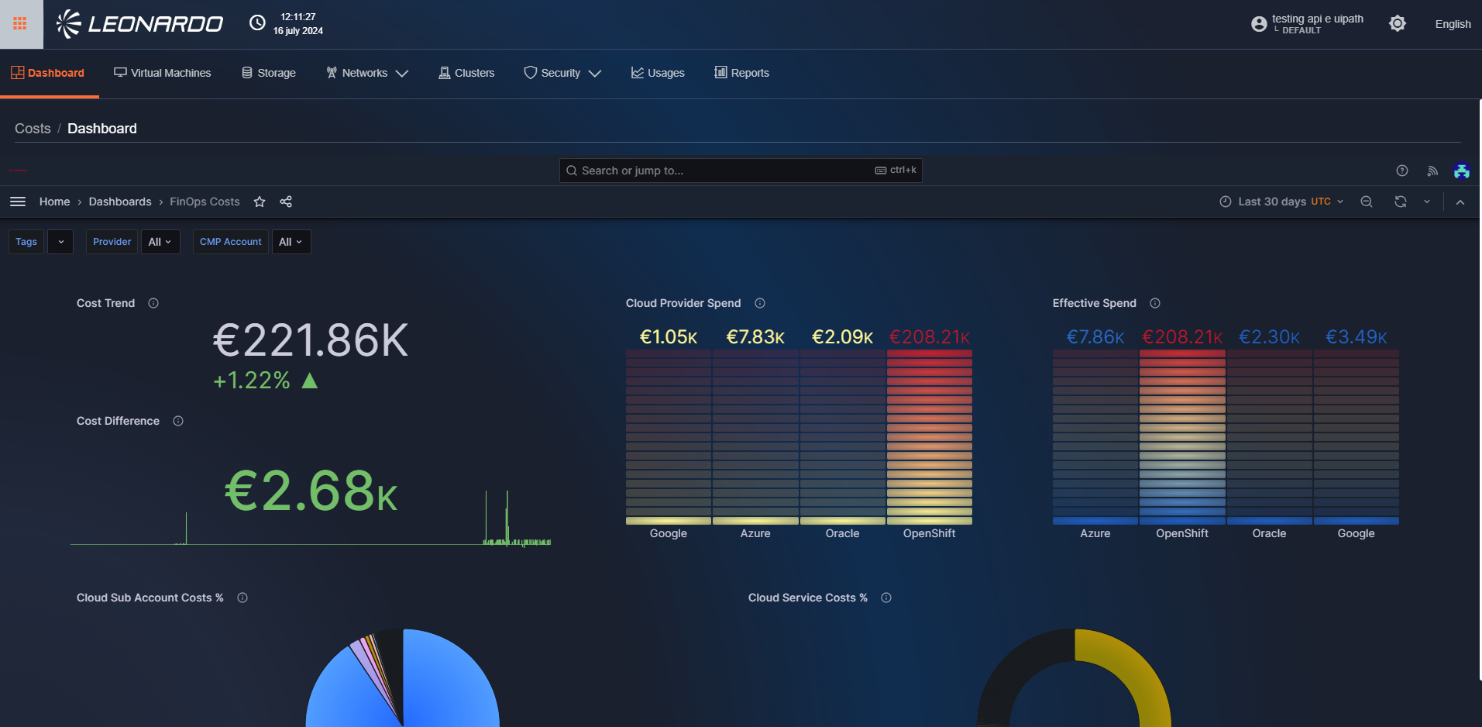 LEONARDO
12:11:27
16 july 2024
testing api e uipath
DEFAULT
English
Dashboard Virtual Machines Storage Networks Clusters Security Usages Reports
Costs / Dashboard
Search or jump to... ctrl+k
Home › Dashboards › FinOps Costs
Last 30 days UTC
Tags Provider All CMP Account All
Cost Trend
€221.86K
+1.22%
Cost Difference
€2.68K
Cloud Provider Spend
€1.05K €7.83K €2.09K €208.21K
Google Azure Oracle OpenShift
Effective Spend
€7.86K €208.21K €2.30K €3.49K
Azure OpenShift Oracle Google
Cloud Sub Account Costs %
Cloud Service Costs %